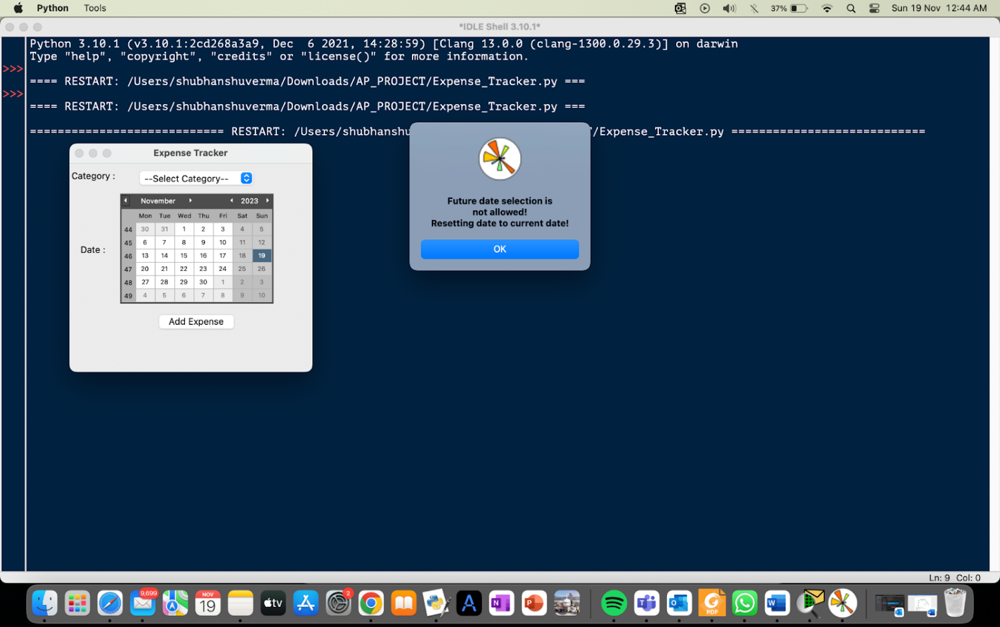 Python Tools 37% Sun 19 Nov 12:44 AM
*IDLE Shell 3.10.1*
Python 3.10.1 (v3.10.1:2cd268a3a9, Dec  6 2021, 14:28:59) [Clang 13.0.0 (clang-1300.0.29.3)] on darwin
Type "help", "copyright", "credits" or "license()" for more information.
>>>
==== RESTART: /Users/shubhanshuverma/Downloads/AP_PROJECT/Expense_Tracker.py ===
>>>
==== RESTART: /Users/shubhanshuverma/Downloads/AP_PROJECT/Expense_Tracker.py ===
============================ RESTART: /Users/shubhanshu /Expense_Tracker.py ============================
Expense Tracker
Category : --Select Category--
November 2023
Mon Tue Wed Thu Fri Sat Sun
44 30 31 1 2 3 4 5
45 6 7 8 9 10 11 12
Date :
46 13 14 15 16 17 18 19
47 20 21 22 23 24 25 26
48 27 28 29 30 1 2 3
49 4 5 6 7 8 9 10
Add Expense
Future date selection is
not allowed!
Resetting date to current date!
OK
Ln: 9 Col: 0
9,699
NOV
19
tv
2
A
N
P
T
O
PDF
W